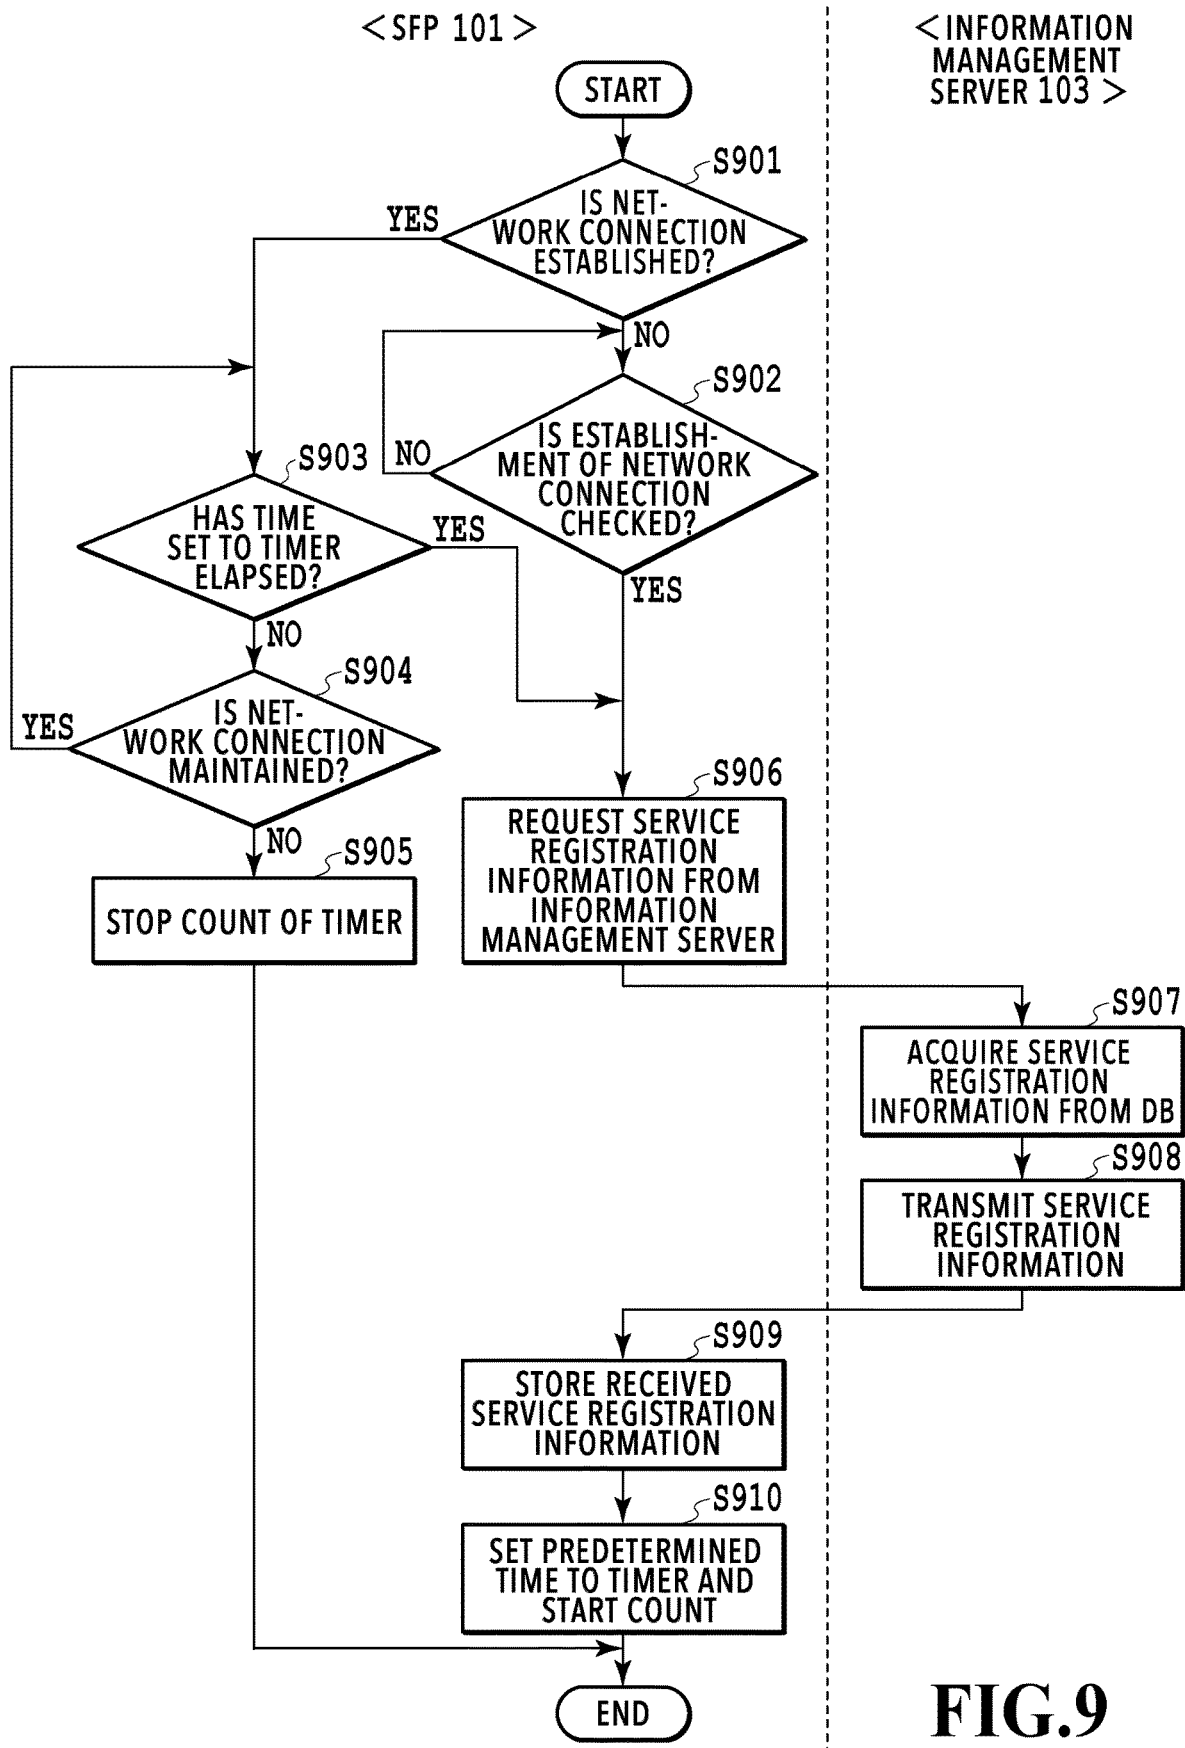 <SFP 101>
<INFORMATION
MANAGEMENT
SERVER 103>
START
S901
IS NET-
WORK CONNECTION
ESTABLISHED?
YES
NO
S902
IS ESTABLISH-
MENT OF NETWORK
CONNECTION
CHECKED?
NO
YES
S903
HAS TIME
SET TO TIMER
ELAPSED?
YES
NO
S904
IS NET-
WORK CONNECTION
MAINTAINED?
YES
NO
S905
STOP COUNT OF TIMER
S906
REQUEST SERVICE
REGISTRATION
INFORMATION FROM
INFORMATION
MANAGEMENT SERVER
S907
ACQUIRE SERVICE
REGISTRATION
INFORMATION FROM DB
S908
TRANSMIT SERVICE
REGISTRATION
INFORMATION
S909
STORE RECEIVED
SERVICE REGISTRATION
INFORMATION
S910
SET PREDETERMINED
TIME TO TIMER AND
START COUNT
END
FIG.9